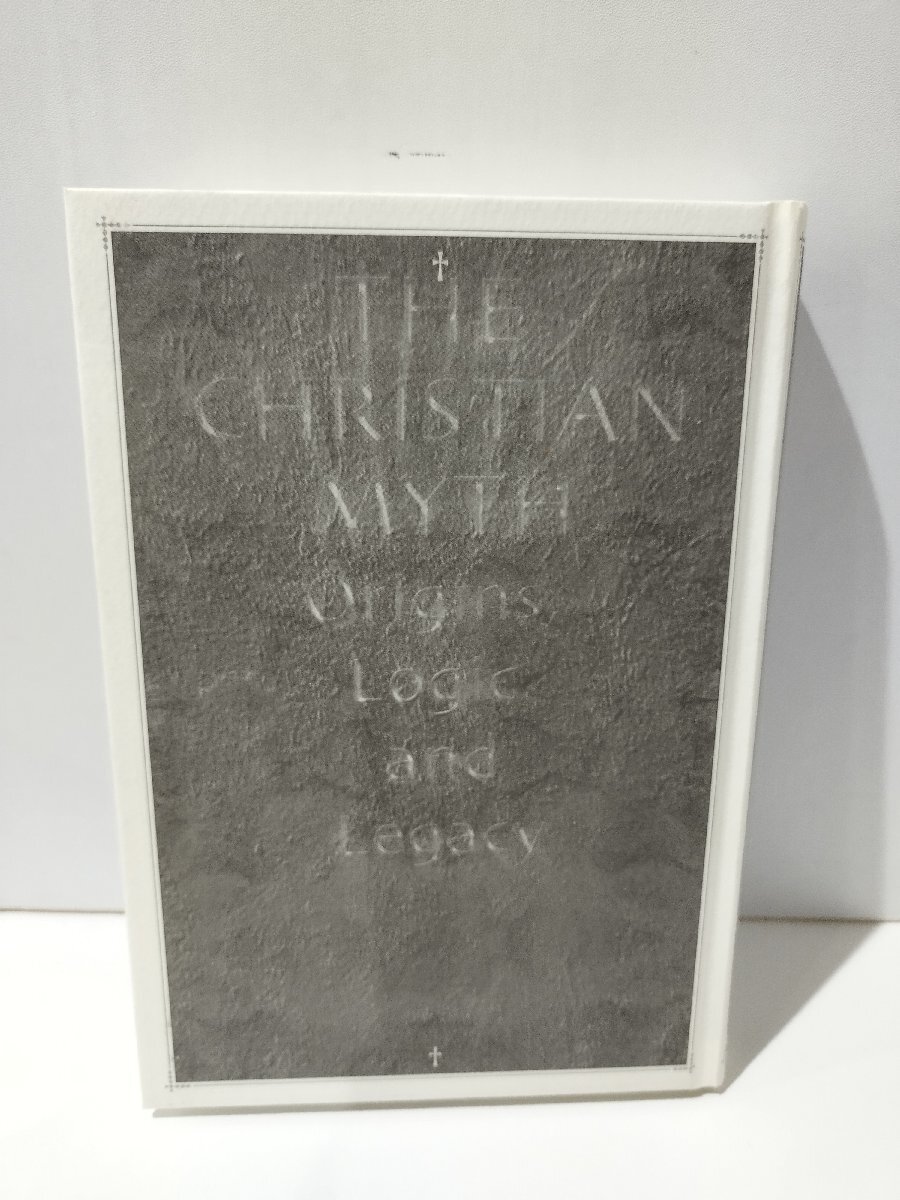 THE
CHRISTIAN
MYTH
Origins
Logic
and
Legacy